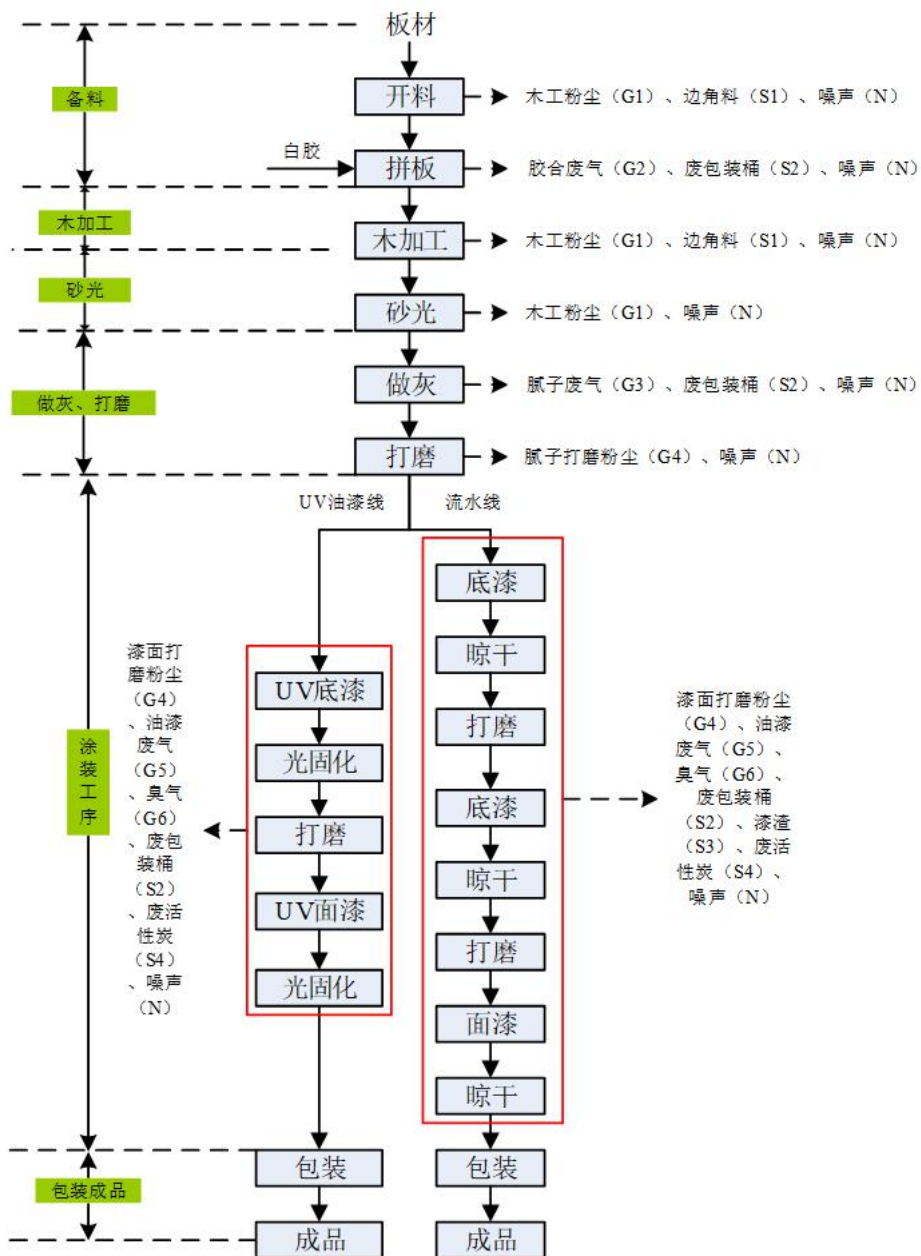 板材
备料
开料
木工粉尘（G1）、边角料（S1）、噪声（N）
白胶
拼板
胶合废气（G2）、废包装桶（S2）、噪声（N）
木加工
木加工
木工粉尘（G1）、边角料（S1）、噪声（N）
砂光
砂光
木工粉尘（G1）、噪声（N）
做灰、打磨
做灰
腻子废气（G3）、废包装桶（S2）、噪声（N）
打磨
腻子打磨粉尘（G4）、噪声（N）
涂装工序
UV油漆线
流水线
漆面打
磨粉尘
（G4）
、油漆
废气
（G5）
、臭气
（G6）
、废包
装桶
（S2）
、废活
性炭
（S4）
、噪声
（N）
UV底漆
光固化
打磨
UV面漆
光固化
底漆
晾干
打磨
底漆
晾干
打磨
面漆
晾干
漆面打磨粉尘
（G4）、油漆
废气（G5）、
臭气（G6）、
废包装桶
（S2）、漆渣
（S3）、废活
性炭（S4）、
噪声（N）
包装成品
包装
包装
成品
成品